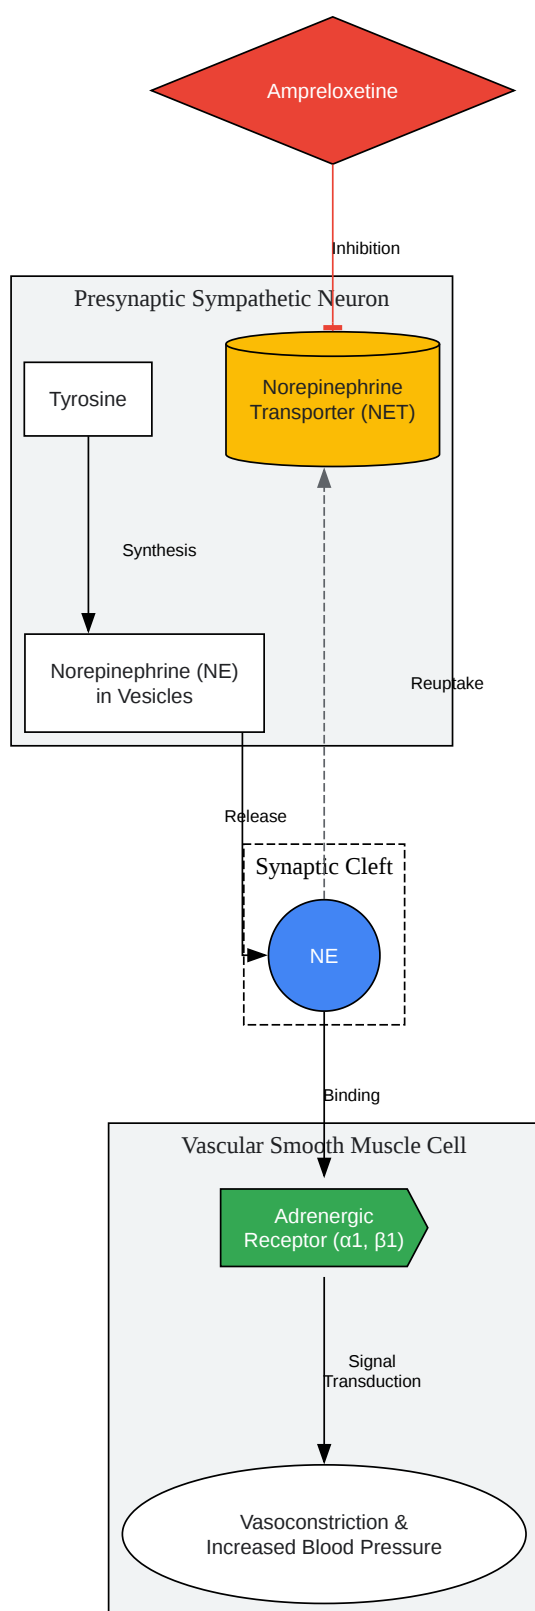 Ampreloxetine
Inhibition
Presynaptic Sympathetic Neuron
Norepinephrine
Transporter (NET)
Tyrosine
Synthesis
Norepinephrine (NE)
in Vesicles
Reuptake
Release
Synaptic Cleft
NE
Binding
Vascular Smooth Muscle Cell
Adrenergic
Receptor (α1, β1)
Signal
Transduction
Vasoconstriction &
Increased Blood Pressure